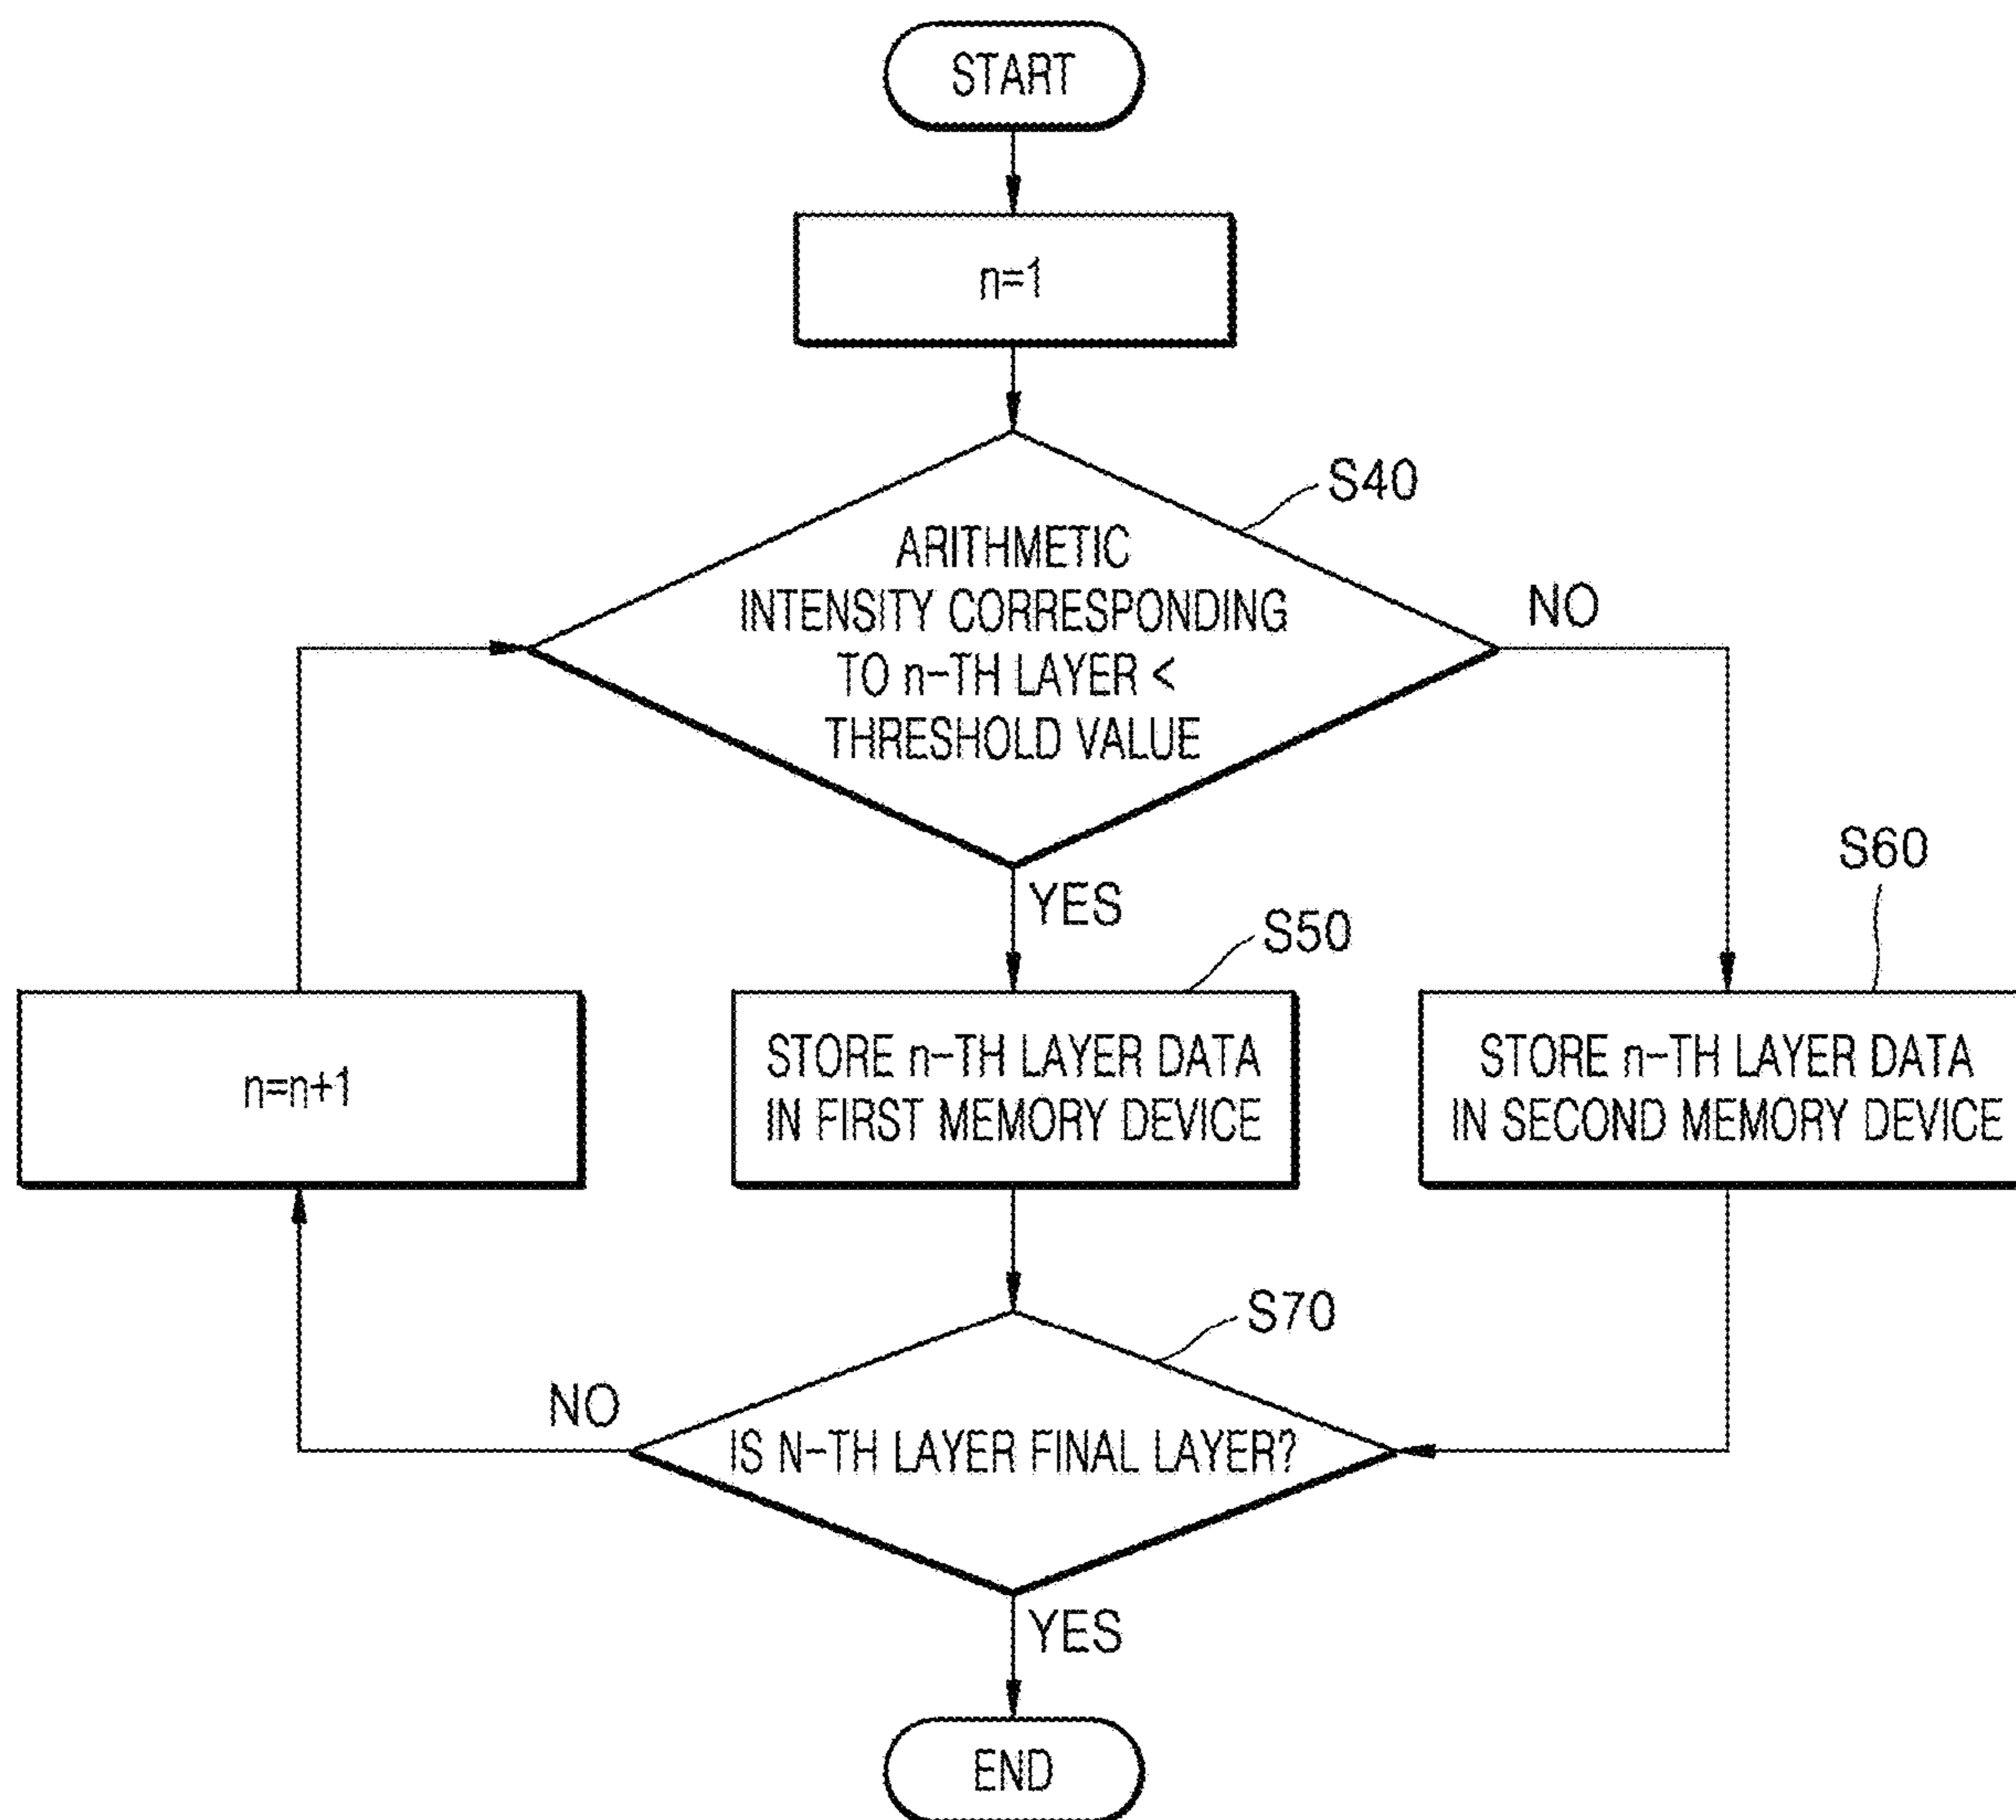 START
n=1
S40
ARITHMETIC
INTENSITY CORRESPONDING
TO n-TH LAYER <
THRESHOLD VALUE
NO
YES
S50
S60
n=n+1
STORE n-TH LAYER DATA
IN FIRST MEMORY DEVICE
STORE n-TH LAYER DATA
IN SECOND MEMORY DEVICE
S70
NO
IS N-TH LAYER FINAL LAYER?
YES
END